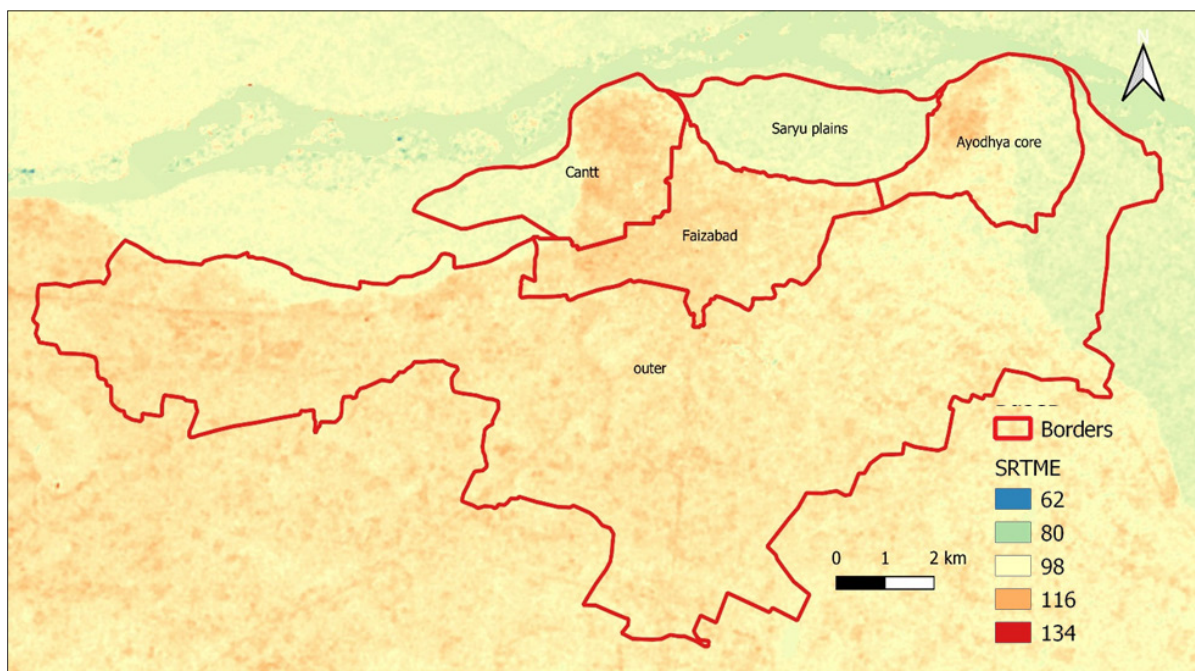 N
Saryu plains
Ayodhya core
Cantt
Faizabad
outer
Borders
SRTME
62
80
98
116
134
0 1 2 km